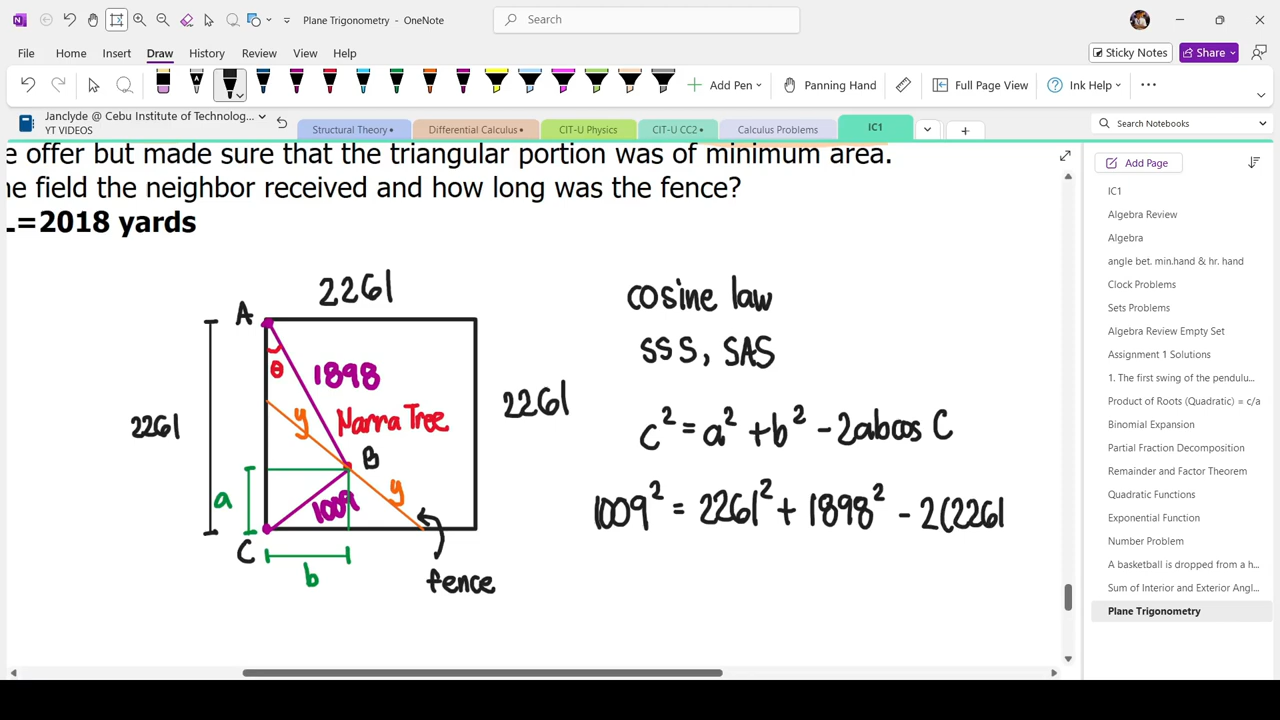 Plane Trigonometry - OneNote
Search
File Home Insert Draw History Review View Help
Sticky Notes
Share
Add Pen
Panning Hand
Full Page View
Ink Help
Janclyde @ Cebu Institute of Technolog...
YT VIDEOS
Structural Theory
Differential Calculus
CIT-U Physics
CIT-U CC2
Calculus Problems
IC1
Search Notebooks
Add Page
e offer but made sure that the triangular portion was of minimum area.
ne field the neighbor received and how long was the fence?
L=2018 yards
2261
A
θ
1898
2261
2261
y
Narra Tree
B
a
1009
y
C
b
fence
cosine law
SSS, SAS
c² = a² + b² - 2abcos C
1009² = 2261² + 1898² - 2(2261
IC1
Algebra Review
Algebra
angle bet. min.hand & hr. hand
Clock Problems
Sets Problems
Algebra Review Empty Set
Assignment 1 Solutions
1. The first swing of the pendulu...
Product of Roots (Quadratic) = c/a
Binomial Expansion
Partial Fraction Decomposition
Remainder and Factor Theorem
Quadratic Functions
Exponential Function
Number Problem
A basketball is dropped from a h...
Sum of Interior and Exterior Angl...
Plane Trigonometry